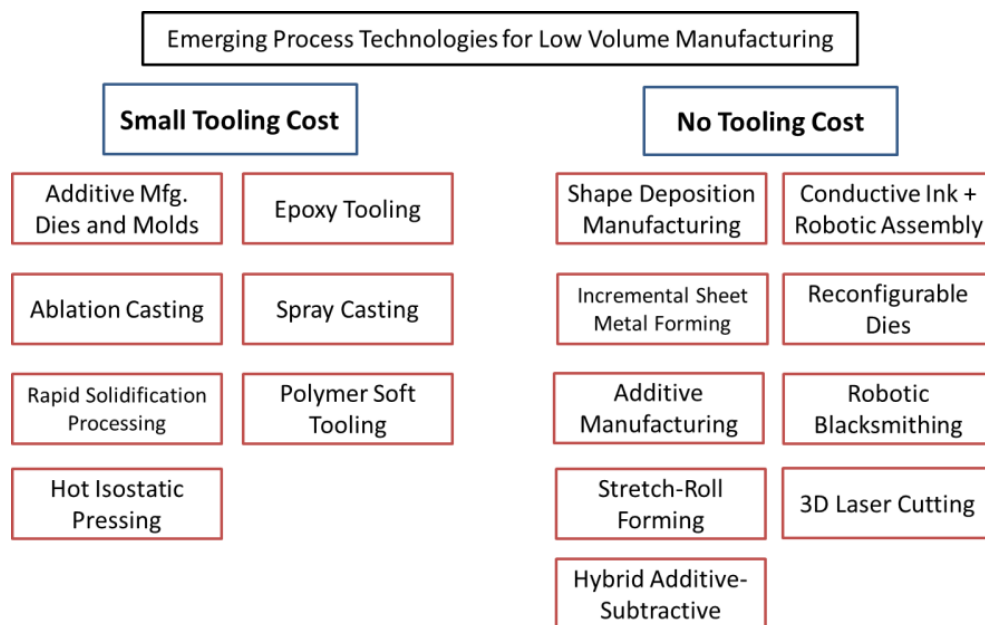 Emerging Process Technologies for Low Volume Manufacturing
Small Tooling Cost
Additive Mfg.
Dies and Molds
Epoxy Tooling
Ablation Casting
Spray Casting
Rapid Solidification
Processing
Polymer Soft
Tooling
Hot Isostatic
Pressing
No Tooling Cost
Shape Deposition
Manufacturing
Conductive Ink +
Robotic Assembly
Incremental Sheet
Metal Forming
Reconfigurable
Dies
Additive
Manufacturing
Robotic
Blacksmithing
Stretch-Roll
Forming
3D Laser Cutting
Hybrid Additive-
Subtractive